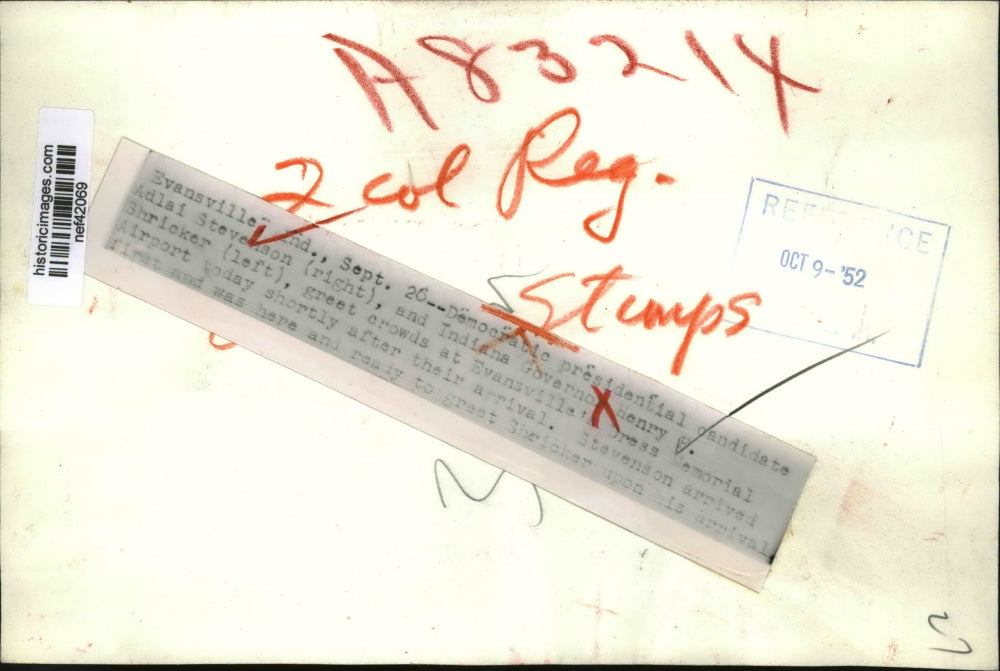 A83214
2 col Reg.
Stumps
historicimages.com
nef42069
OCT 9-'52
Evansville, Ind., Sept. 26--Democratic presidential candidate
Adlai Stevenson (right), and Indiana Governor Henry F.
Shricker (left), greet crowds at Evansville's Dress Memorial
Airport today shortly after their arrival. Stevenson arrived
first and was here and ready to greet Shricker upon his arrival.